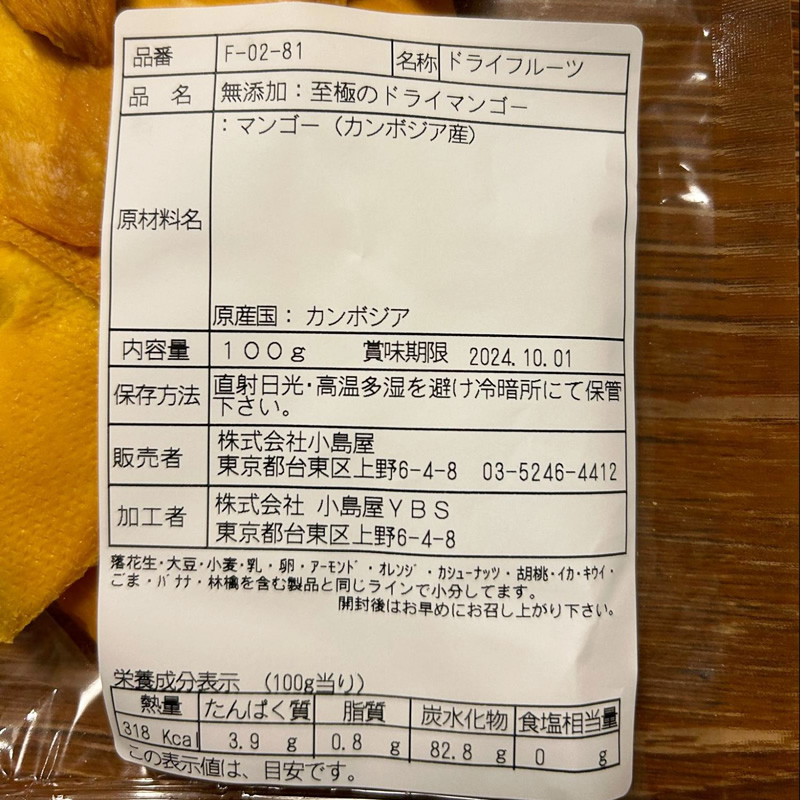 品番 F-02-81 名称 ドライフルーツ
品 名 無添加：至極のドライマンゴー
原材料名 ：マンゴー（カンボジア産）
原産国： カンボジア
内容量 １００ｇ 賞味期限 2024.10.01
保存方法 直射日光・高温多湿を避け冷暗所にて保管
下さい。
販売者 株式会社小島屋
東京都台東区上野6-4-8 03-5246-4412
加工者 株式会社 小島屋ＹＢＳ
東京都台東区上野6-4-8
落花生・大豆・小麦・乳・卵・ｱｰﾓﾝﾄﾞ・ｵﾚﾝｼﾞ・ｶｼｭｰﾅｯﾂ・胡桃・ｲｶ・ｷｳｲ・
ごま・ﾊﾞﾅﾅ・林檎を含む製品と同じラインで小分してます。
開封後はお早めにお召し上がり下さい。
栄養成分表示 （100g当り）
熱量 たんぱく質 脂質 炭水化物 食塩相当量
318 Kcal 3.9 g 0.8 g 82.8 g 0 g
この表示値は、目安です。